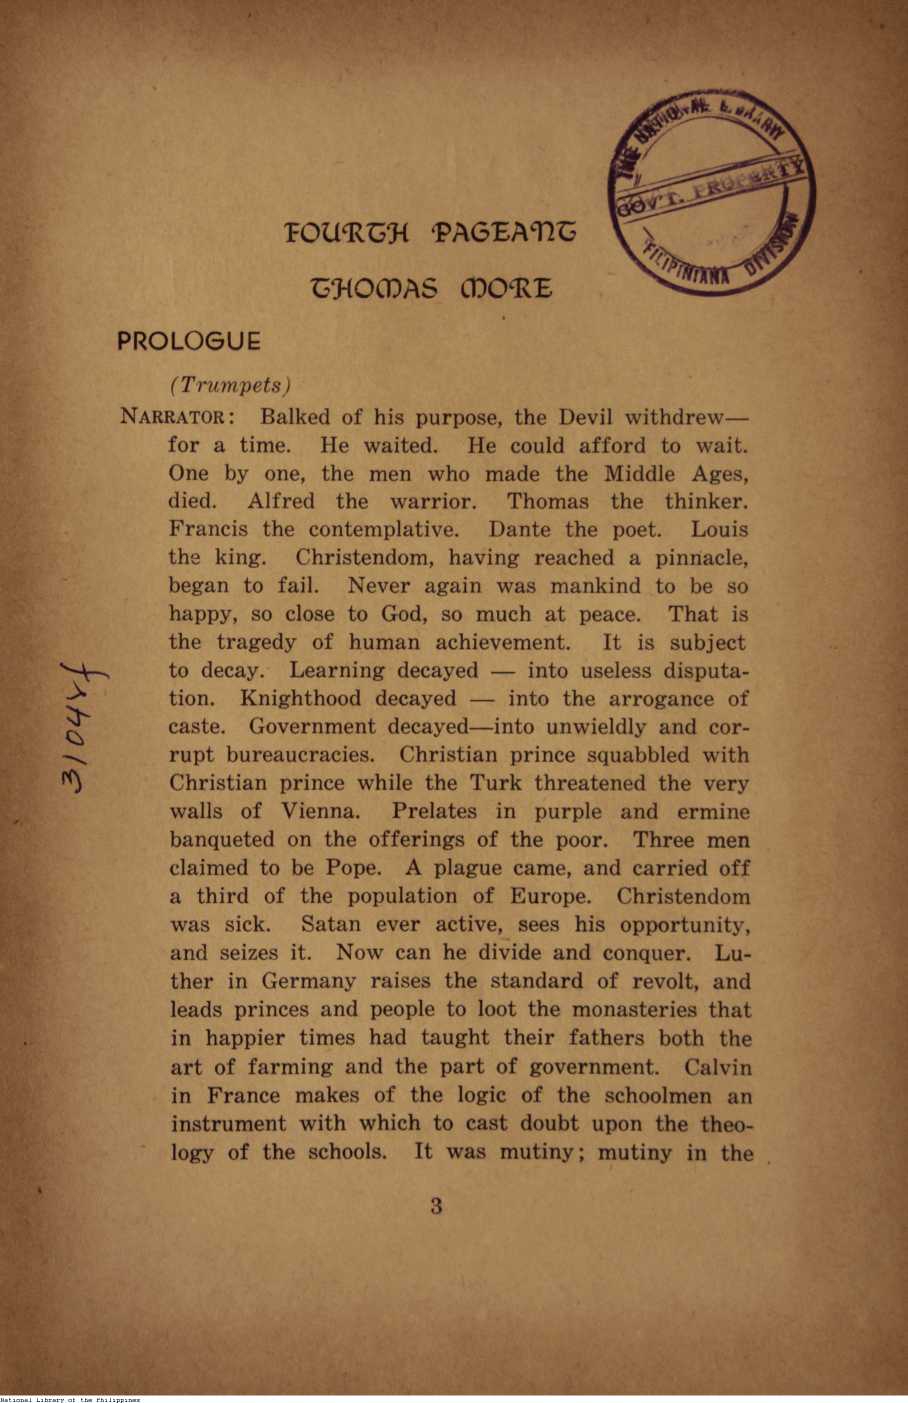 THE NATIONAL LIBRARY
GOV'T. PROPERTY
FILIPINIANA DIVISION
FOURTH PAGEANT
THOMAS MORE
PROLOGUE
(Trumpets)
NARRATOR: Balked of his purpose, the Devil withdrew—
for a time. He waited. He could afford to wait.
One by one, the men who made the Middle Ages,
died. Alfred the warrior. Thomas the thinker.
Francis the contemplative. Dante the poet. Louis
the king. Christendom, having reached a pinnacle,
began to fail. Never again was mankind to be so
happy, so close to God, so much at peace. That is
the tragedy of human achievement. It is subject
to decay. Learning decayed — into useless disputa-
tion. Knighthood decayed — into the arrogance of
caste. Government decayed—into unwieldly and cor-
rupt bureaucracies. Christian prince squabbled with
Christian prince while the Turk threatened the very
walls of Vienna. Prelates in purple and ermine
banqueted on the offerings of the poor. Three men
claimed to be Pope. A plague came, and carried off
a third of the population of Europe. Christendom
was sick. Satan ever active, sees his opportunity,
and seizes it. Now can he divide and conquer. Lu-
ther in Germany raises the standard of revolt, and
leads princes and people to loot the monasteries that
in happier times had taught their fathers both the
art of farming and the part of government. Calvin
in France makes of the logic of the schoolmen an
instrument with which to cast doubt upon the theo-
logy of the schools. It was mutiny; mutiny in the
3
National Library of the Philippines